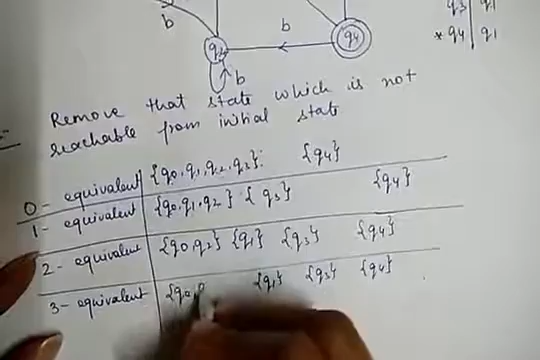 q3 | q1
* q4 | q1
b
b
q2
q4
b
Remove that state which is not
reachable from initial state
0 - equivalent {q0, q1, q2, q3} {q4}
1 - equivalent {q0, q1, q2} {q3} {q4}
2 - equivalent {q0, q2} {q1} {q3} {q4}
3 - equivalent {q0, {q1} {q3} {q4}